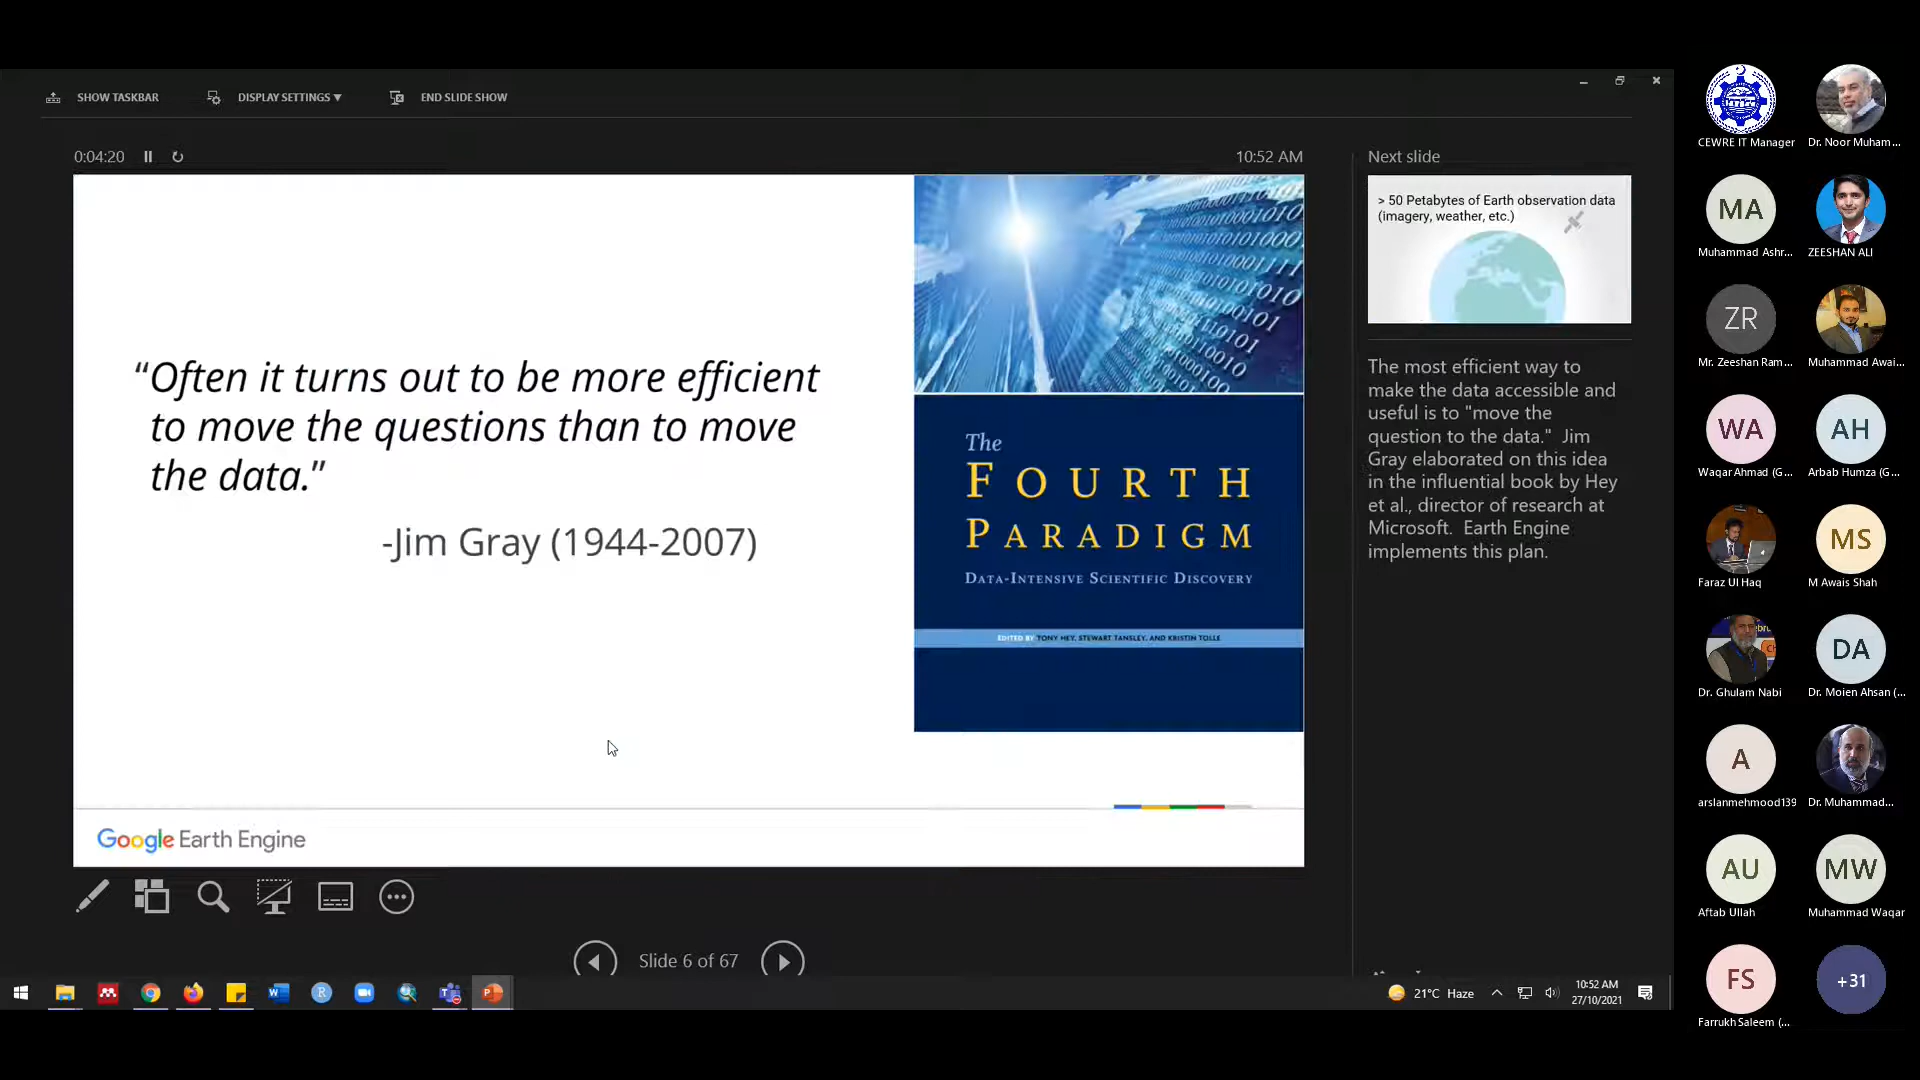 SHOW TASKBAR
DISPLAY SETTINGS ▼
END SLIDE SHOW
0:04:20
10:52 AM
“Often it turns out to be more efficient
to move the questions than to move
the data.”
-Jim Gray (1944-2007)
The
FOURTH
PARADIGM
DATA-INTENSIVE SCIENTIFIC DISCOVERY
EDITED BY TONY HEY, STEWART TANSLEY, AND KRISTIN TOLLE
Google Earth Engine
Slide 6 of 67
Next slide
> 50 Petabytes of Earth observation data
(imagery, weather, etc.)
The most efficient way to
make the data accessible and
useful is to "move the
question to the data." Jim
Gray elaborated on this idea
in the influential book by Hey
et al., director of research at
Microsoft. Earth Engine
implements this plan.
21°C Haze
10:52 AM
27/10/2021
CEWRE IT Manager
Dr. Noor Muham...
MA
Muhammad Ashr...
ZEESHAN ALI
ZR
Mr. Zeeshan Ram...
Muhammad Awai...
WA
Waqar Ahmad (G...
AH
Arbab Humza (G...
Faraz Ul Haq
MS
M Awais Shah
Dr. Ghulam Nabi
DA
Dr. Moien Ahsan (...
A
arslanmehmood139
Dr. Muhammad...
AU
Aftab Ullah
MW
Muhammad Waqar
FS
Farrukh Saleem (...
+31